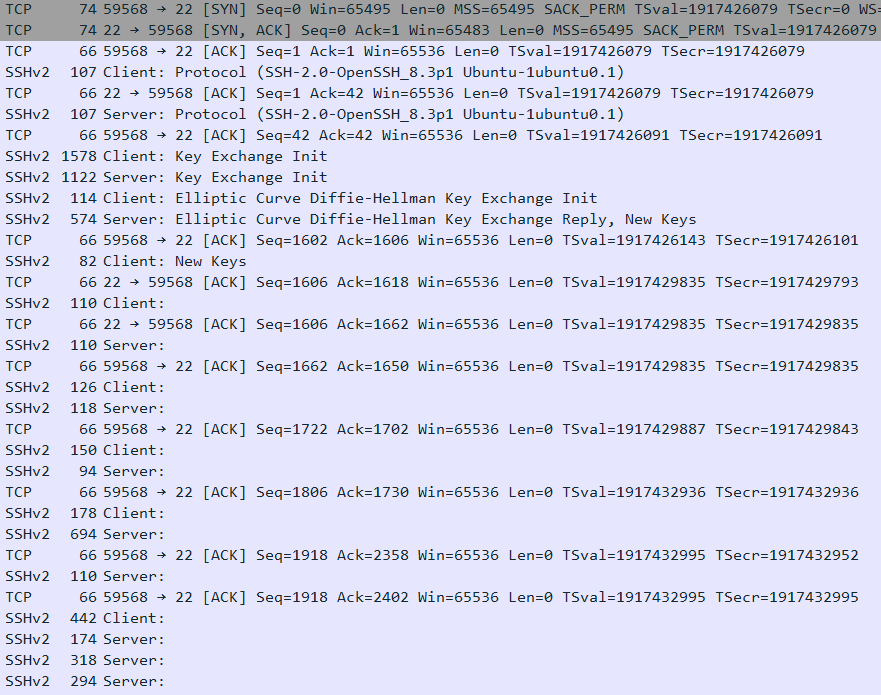 TCP 74 59568 → 22 [SYN] Seq=0 Win=65495 Len=0 MSS=65495 SACK_PERM TSval=1917426079 TSecr=0 WS=
TCP 74 22 → 59568 [SYN, ACK] Seq=0 Ack=1 Win=65483 Len=0 MSS=65495 SACK_PERM TSval=1917426079
TCP 66 59568 → 22 [ACK] Seq=1 Ack=1 Win=65536 Len=0 TSval=1917426079 TSecr=1917426079
SSHv2 107 Client: Protocol (SSH-2.0-OpenSSH_8.3p1 Ubuntu-1ubuntu0.1)
TCP 66 22 → 59568 [ACK] Seq=1 Ack=42 Win=65536 Len=0 TSval=1917426079 TSecr=1917426079
SSHv2 107 Server: Protocol (SSH-2.0-OpenSSH_8.3p1 Ubuntu-1ubuntu0.1)
TCP 66 59568 → 22 [ACK] Seq=42 Ack=42 Win=65536 Len=0 TSval=1917426091 TSecr=1917426091
SSHv2 1578 Client: Key Exchange Init
SSHv2 1122 Server: Key Exchange Init
SSHv2 114 Client: Elliptic Curve Diffie-Hellman Key Exchange Init
SSHv2 574 Server: Elliptic Curve Diffie-Hellman Key Exchange Reply, New Keys
TCP 66 59568 → 22 [ACK] Seq=1602 Ack=1606 Win=65536 Len=0 TSval=1917426143 TSecr=1917426101
SSHv2 82 Client: New Keys
TCP 66 22 → 59568 [ACK] Seq=1606 Ack=1618 Win=65536 Len=0 TSval=1917429835 TSecr=1917429793
SSHv2 110 Client:
TCP 66 22 → 59568 [ACK] Seq=1606 Ack=1662 Win=65536 Len=0 TSval=1917429835 TSecr=1917429835
SSHv2 110 Server:
TCP 66 59568 → 22 [ACK] Seq=1662 Ack=1650 Win=65536 Len=0 TSval=1917429835 TSecr=1917429835
SSHv2 126 Client:
SSHv2 118 Server:
TCP 66 59568 → 22 [ACK] Seq=1722 Ack=1702 Win=65536 Len=0 TSval=1917429887 TSecr=1917429843
SSHv2 150 Client:
SSHv2 94 Server:
TCP 66 59568 → 22 [ACK] Seq=1806 Ack=1730 Win=65536 Len=0 TSval=1917432936 TSecr=1917432936
SSHv2 178 Client:
SSHv2 694 Server:
TCP 66 59568 → 22 [ACK] Seq=1918 Ack=2358 Win=65536 Len=0 TSval=1917432995 TSecr=1917432952
SSHv2 110 Server:
TCP 66 59568 → 22 [ACK] Seq=1918 Ack=2402 Win=65536 Len=0 TSval=1917432995 TSecr=1917432995
SSHv2 442 Client:
SSHv2 174 Server:
SSHv2 318 Server:
SSHv2 294 Server: